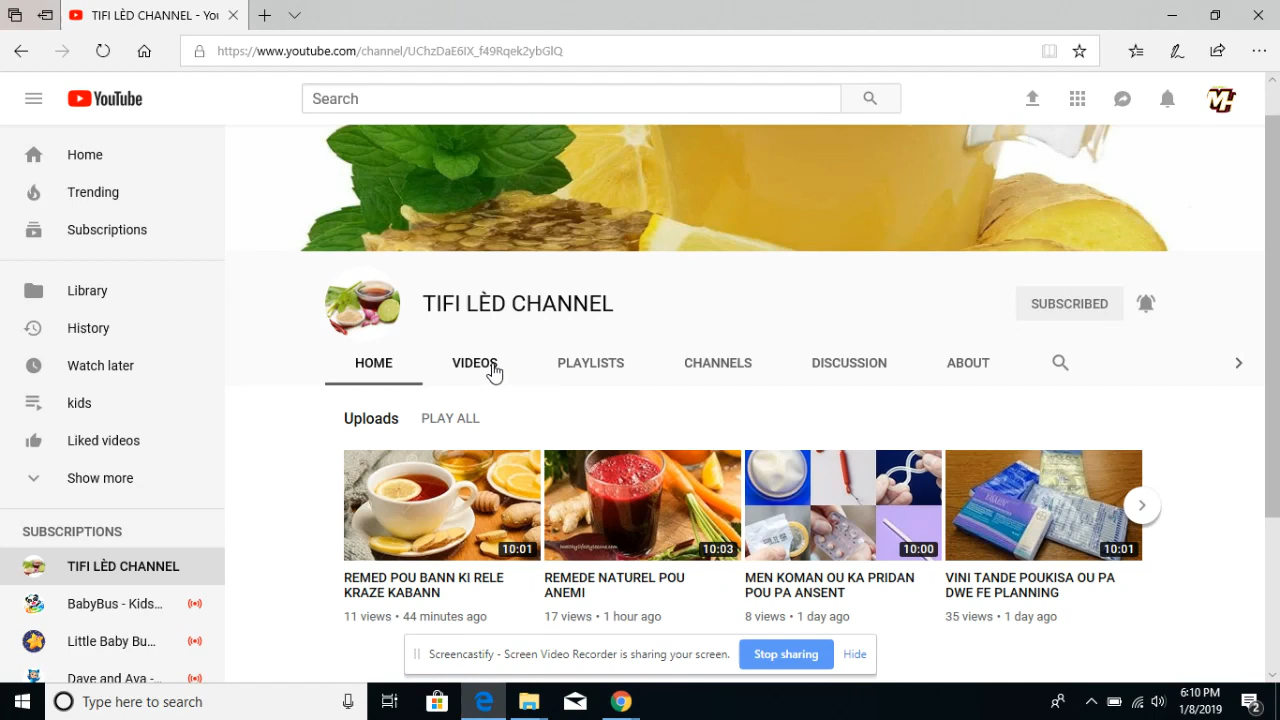 TIFI LÈD CHANNEL - Yo
https://www.youtube.com/channel/UChzDaE6IX_f49Rqek2ybGlQ
YouTube
Search
Home
Trending
Subscriptions
Library
History
Watch later
kids
Liked videos
Show more
SUBSCRIPTIONS
TIFI LÈD CHANNEL
BabyBus - Kids...
Little Baby Bu...
Dave and Ava -...
TIFI LÈD CHANNEL
SUBSCRIBED
HOME VIDEOS PLAYLISTS CHANNELS DISCUSSION ABOUT
Uploads PLAY ALL
10:01 10:03 10:00 10:01
REMED POU BANN KI RELE
KRAZE KABANN
11 views • 44 minutes ago
REMEDE NATUREL POU
ANEMI
17 views • 1 hour ago
MEN KOMAN OU KA PRIDAN
POU PA ANSENT
8 views • 1 day ago
VINI TANDE POUKISA OU PA
DWE FE PLANNING
35 views • 1 day ago
Screencastify - Screen Video Recorder is sharing your screen. Stop sharing Hide
Type here to search
6:10 PM
1/8/2019
2